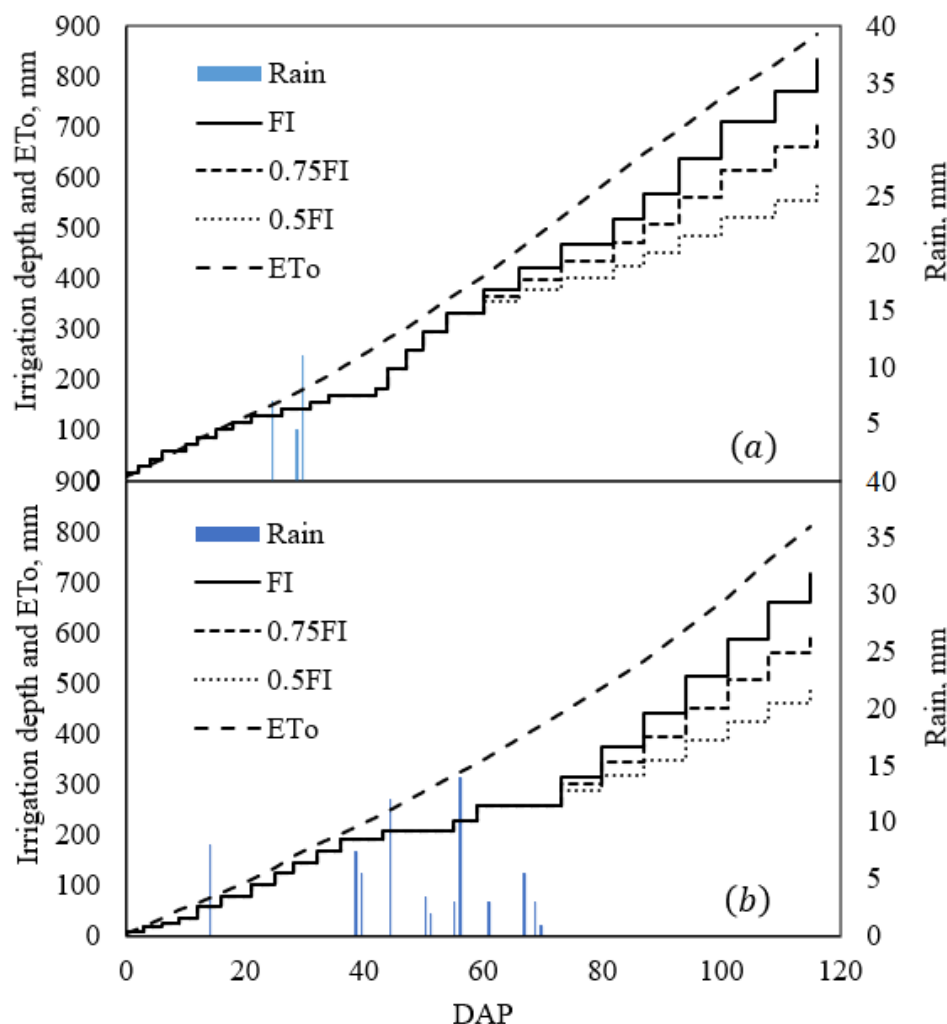 Irrigation depth and ETo, mm
900
800
700
600
500
400
300
200
100
0
Rain
FI
0.75FI
0.5FI
ETo
(a)
40
35
30
25
20
15
10
5
Rain, mm
Irrigation depth and ETo, mm
900
800
700
600
500
400
300
200
100
0
Rain
FI
0.75FI
0.5FI
ETo
(b)
40
35
30
25
20
15
10
5
0
Rain, mm
0 20 40 60 80 100 120
DAP